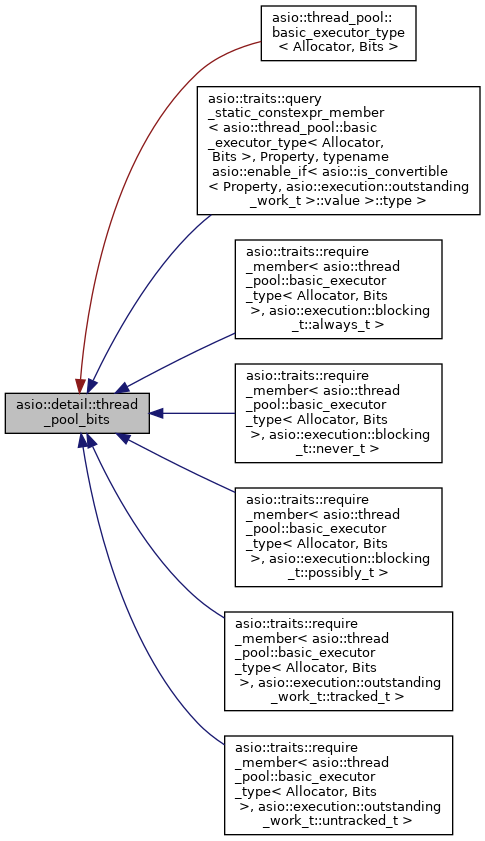 asio::thread_pool::
basic_executor_type
< Allocator, Bits >
asio::traits::query
_static_constexpr_member
< asio::thread_pool::basic
_executor_type< Allocator,
Bits >, Property, typename
asio::enable_if< asio::is_convertible
< Property, asio::execution::outstanding
_work_t >::value >::type >
asio::traits::require
_member< asio::thread
_pool::basic_executor
_type< Allocator, Bits
>, asio::execution::blocking
_t::always_t >
asio::detail::thread
_pool_bits
asio::traits::require
_member< asio::thread
_pool::basic_executor
_type< Allocator, Bits
>, asio::execution::blocking
_t::never_t >
asio::traits::require
_member< asio::thread
_pool::basic_executor
_type< Allocator, Bits
>, asio::execution::blocking
_t::possibly_t >
asio::traits::require
_member< asio::thread
_pool::basic_executor
_type< Allocator, Bits
>, asio::execution::outstanding
_work_t::tracked_t >
asio::traits::require
_member< asio::thread
_pool::basic_executor
_type< Allocator, Bits
>, asio::execution::outstanding
_work_t::untracked_t >